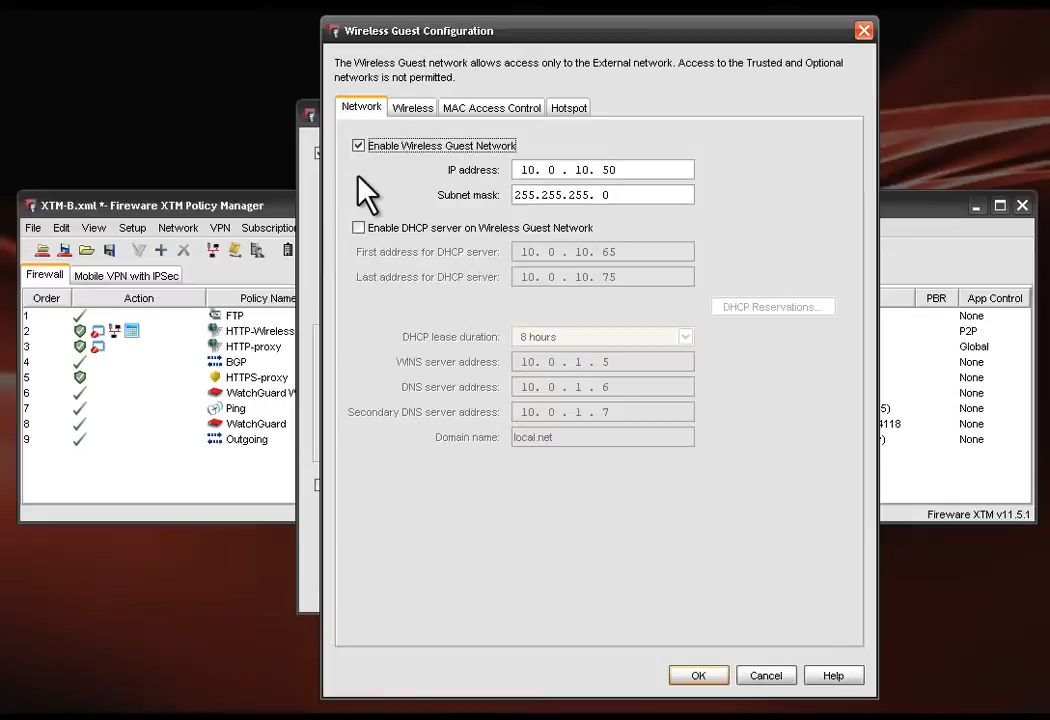 Wireless Guest Configuration
The Wireless Guest network allows access only to the External network. Access to the Trusted and Optional
networks is not permitted.
Network Wireless MAC Access Control Hotspot
Enable Wireless Guest Network
IP address: 10. 0 . 10. 50
Subnet mask: 255.255.255. 0
Enable DHCP server on Wireless Guest Network
First address for DHCP server: 10. 0 . 10. 65
Last address for DHCP server: 10. 0 . 10. 75
DHCP Reservations...
DHCP lease duration: 8 hours
WINS server address: 10. 0 . 1 . 5
DNS server address: 10. 0 . 1 . 6
Secondary DNS server address: 10. 0 . 1 . 7
Domain name: local.net
OK Cancel Help
XTM-B.xml *- Fireware XTM Policy Manager
File Edit View Setup Network VPN Subscription
Firewall Mobile VPN with IPSec
Order Action Policy Name PBR App Control
1 FTP None
2 HTTP-Wireless P2P
3 HTTP-proxy Global
4 BGP None
5 HTTPS-proxy None
6 WatchGuard W None
7 Ping 5) None
8 WatchGuard 4118 None
9 Outgoing ) None
Fireware XTM v11.5.1